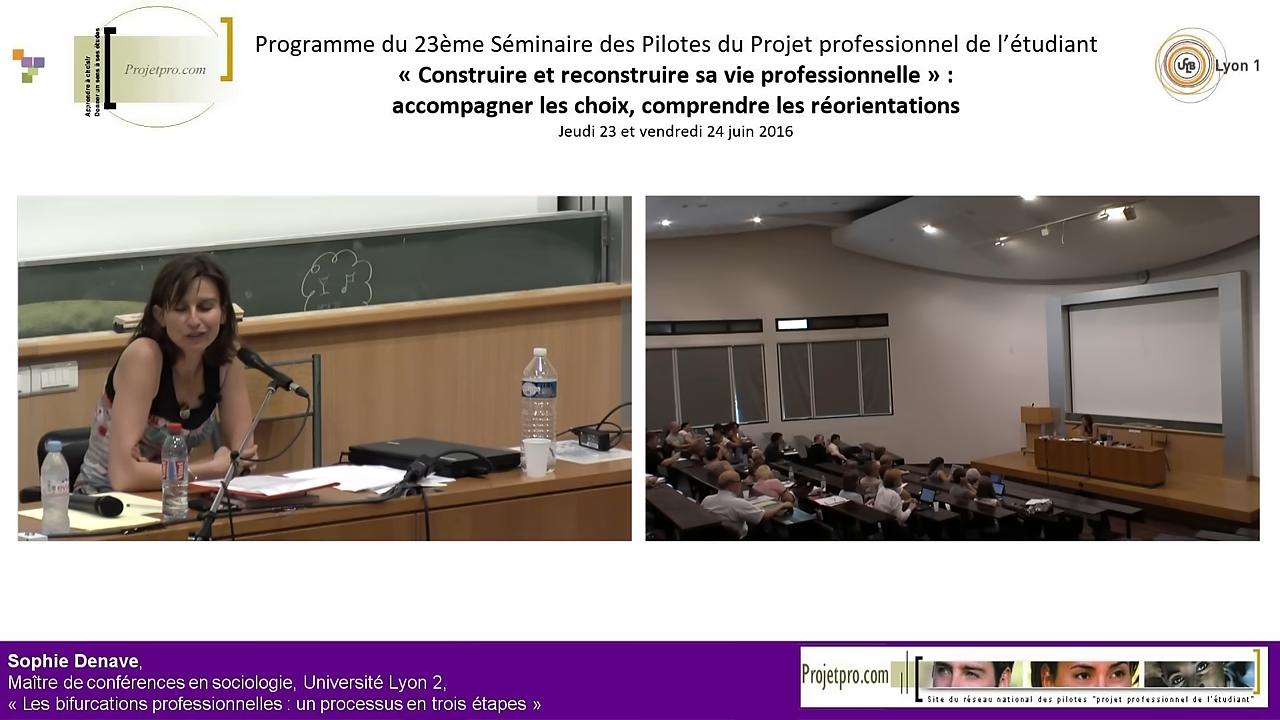 Programme du 23ème Séminaire des Pilotes du Projet professionnel de l'étudiant
« Construire et reconstruire sa vie professionnelle » :
accompagner les choix, comprendre les réorientations
Jeudi 23 et vendredi 24 juin 2016
Projetpro.com
Lyon 1
Sophie Denave,
Maître de conférences en sociologie, Université Lyon 2,
« Les bifurcations professionnelles : un processus en trois étapes »
Projetpro.com
Site du réseau national des pilotes "projet professionnel de l'étudiant"